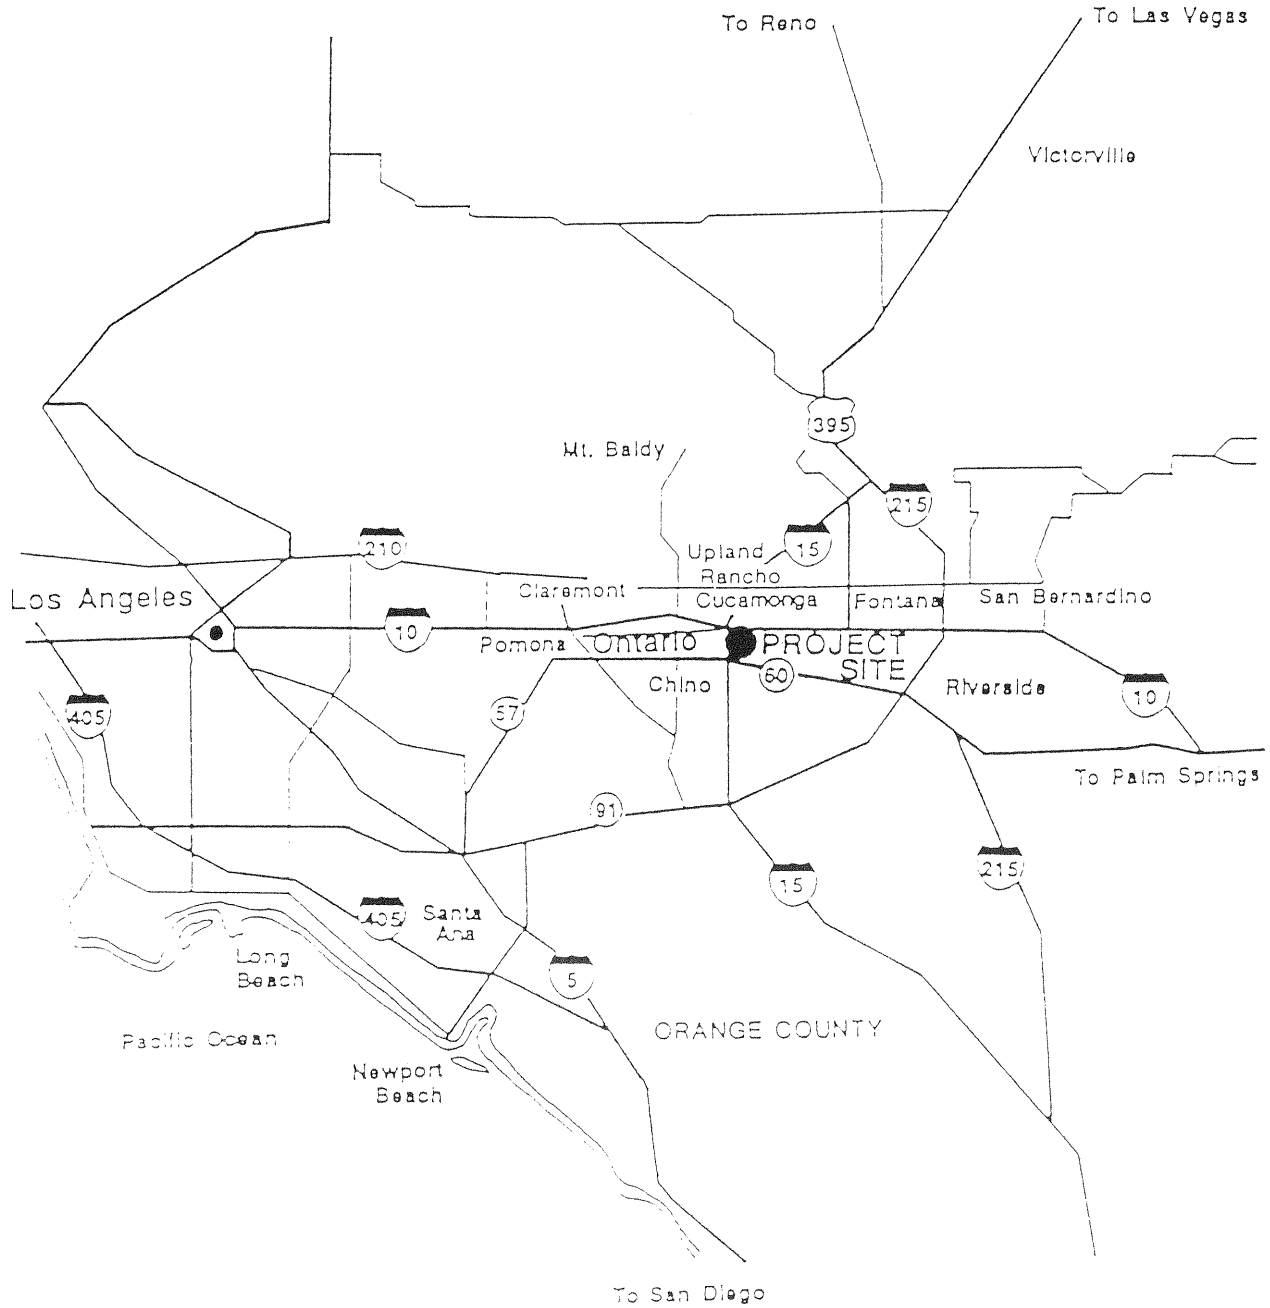 To Reno
To Las Vegas
Victorville
395
Mt. Baldy
215
15
210
Upland
Rancho
Cucamonga
Claremont
Fontana
San Bernardino
Los Angeles
10
Pomona
Ontario
PROJECT
SITE
60
Chino
Riverside
10
405
57
To Palm Springs
91
15
215
405
Santa
Ana
Long
Beach
5
Pacific Ocean
ORANGE COUNTY
Newport
Beach
To San Diego